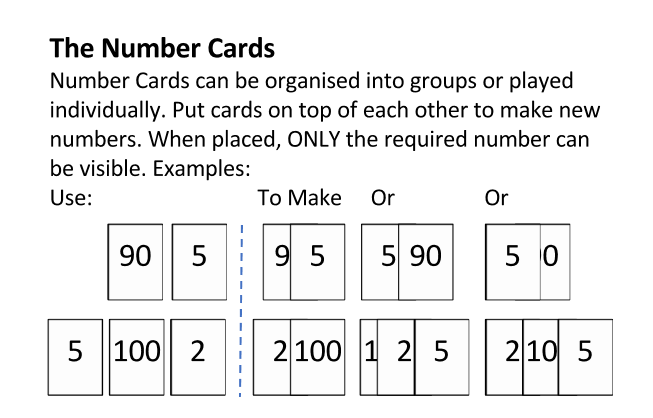 The Number Cards
Number Cards can be organised into groups or played
individually. Put cards on top of each other to make new
numbers. When placed, ONLY the required number can
be visible. Examples:
Use: To Make Or Or
90 5 9 5 5 90 5 0
5 100 2 2 100 1 2 5 2 10 5